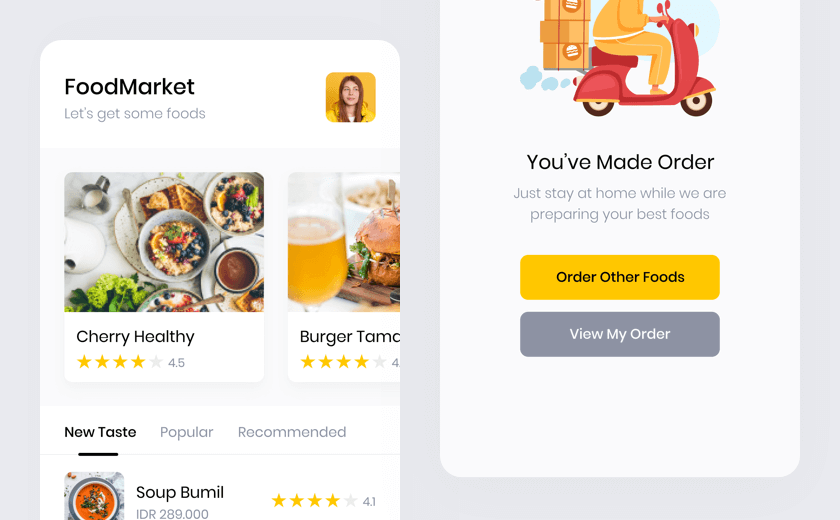 FoodMarket
Let's get some foods
Cherry Healthy
4.5
Burger
4.
New Taste
Popular
Recommended
Soup Bumil
4.1
IDR 289.000
You’ve Made Order
Just stay at home while we are
preparing your best foods
Order Other Foods
View My Order